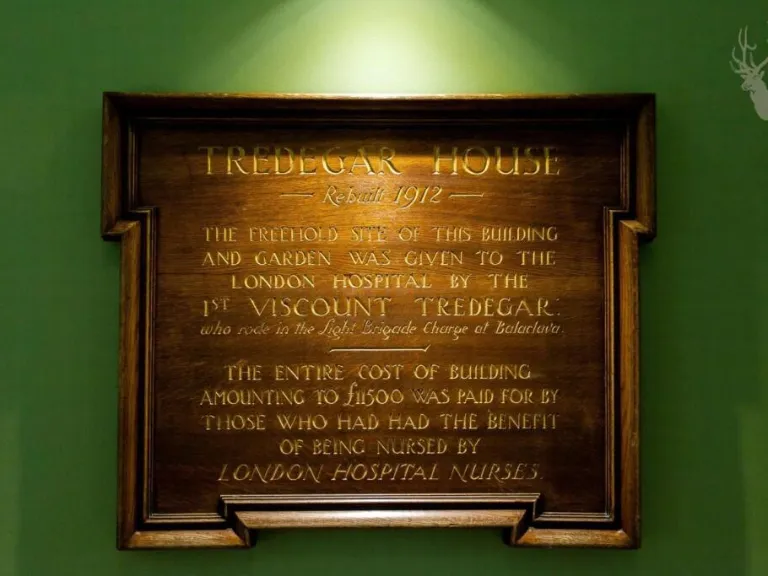 TREDEGAR HOUSE
— Rebuilt 1912 —
THE FREEHOLD SITE OF THIS BUILDING
AND GARDEN WAS GIVEN TO THE
LONDON HOSPITAL BY THE
1ST VISCOUNT TREDEGAR.
who rode in the Light Brigade Charge at Balaclava.
THE ENTIRE COST OF BUILDING
AMOUNTING TO £11500 WAS PAID FOR BY
THOSE WHO HAD HAD THE BENEFIT
OF BEING NURSED BY
LONDON HOSPITAL NURSES.